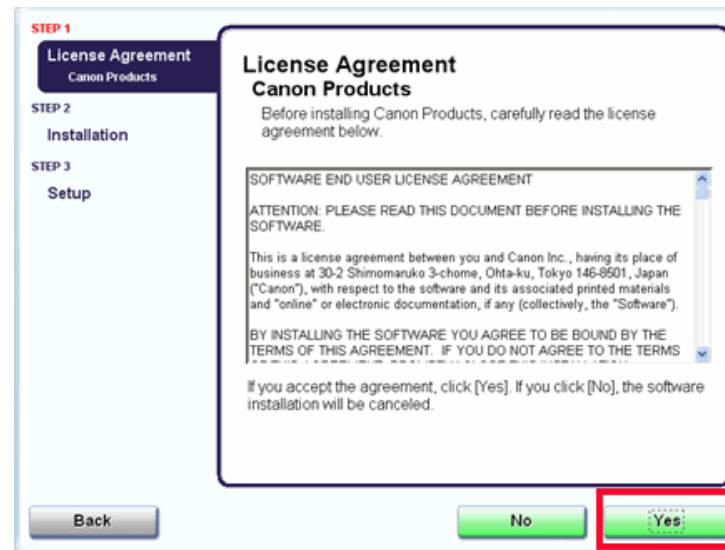 STEP 1
License Agreement
Canon Products
STEP 2
Installation
STEP 3
Setup
License Agreement
Canon Products
Before installing Canon Products, carefully read the license
agreement below.
SOFTWARE END USER LICENSE AGREEMENT
ATTENTION: PLEASE READ THIS DOCUMENT BEFORE INSTALLING THE
SOFTWARE.
This is a license agreement between you and Canon Inc., having its place of
business at 30-2 Shimomaruko 3-chome, Ohta-ku, Tokyo 146-8501, Japan
("Canon"), with respect to the software and its associated printed materials
and "online" or electronic documentation, if any (collectively, the "Software").
BY INSTALLING THE SOFTWARE YOU AGREE TO BE BOUND BY THE
TERMS OF THIS AGREEMENT. IF YOU DO NOT AGREE TO THE TERMS
If you accept the agreement, click [Yes]. If you click [No], the software
installation will be canceled.
Back
No
Yes